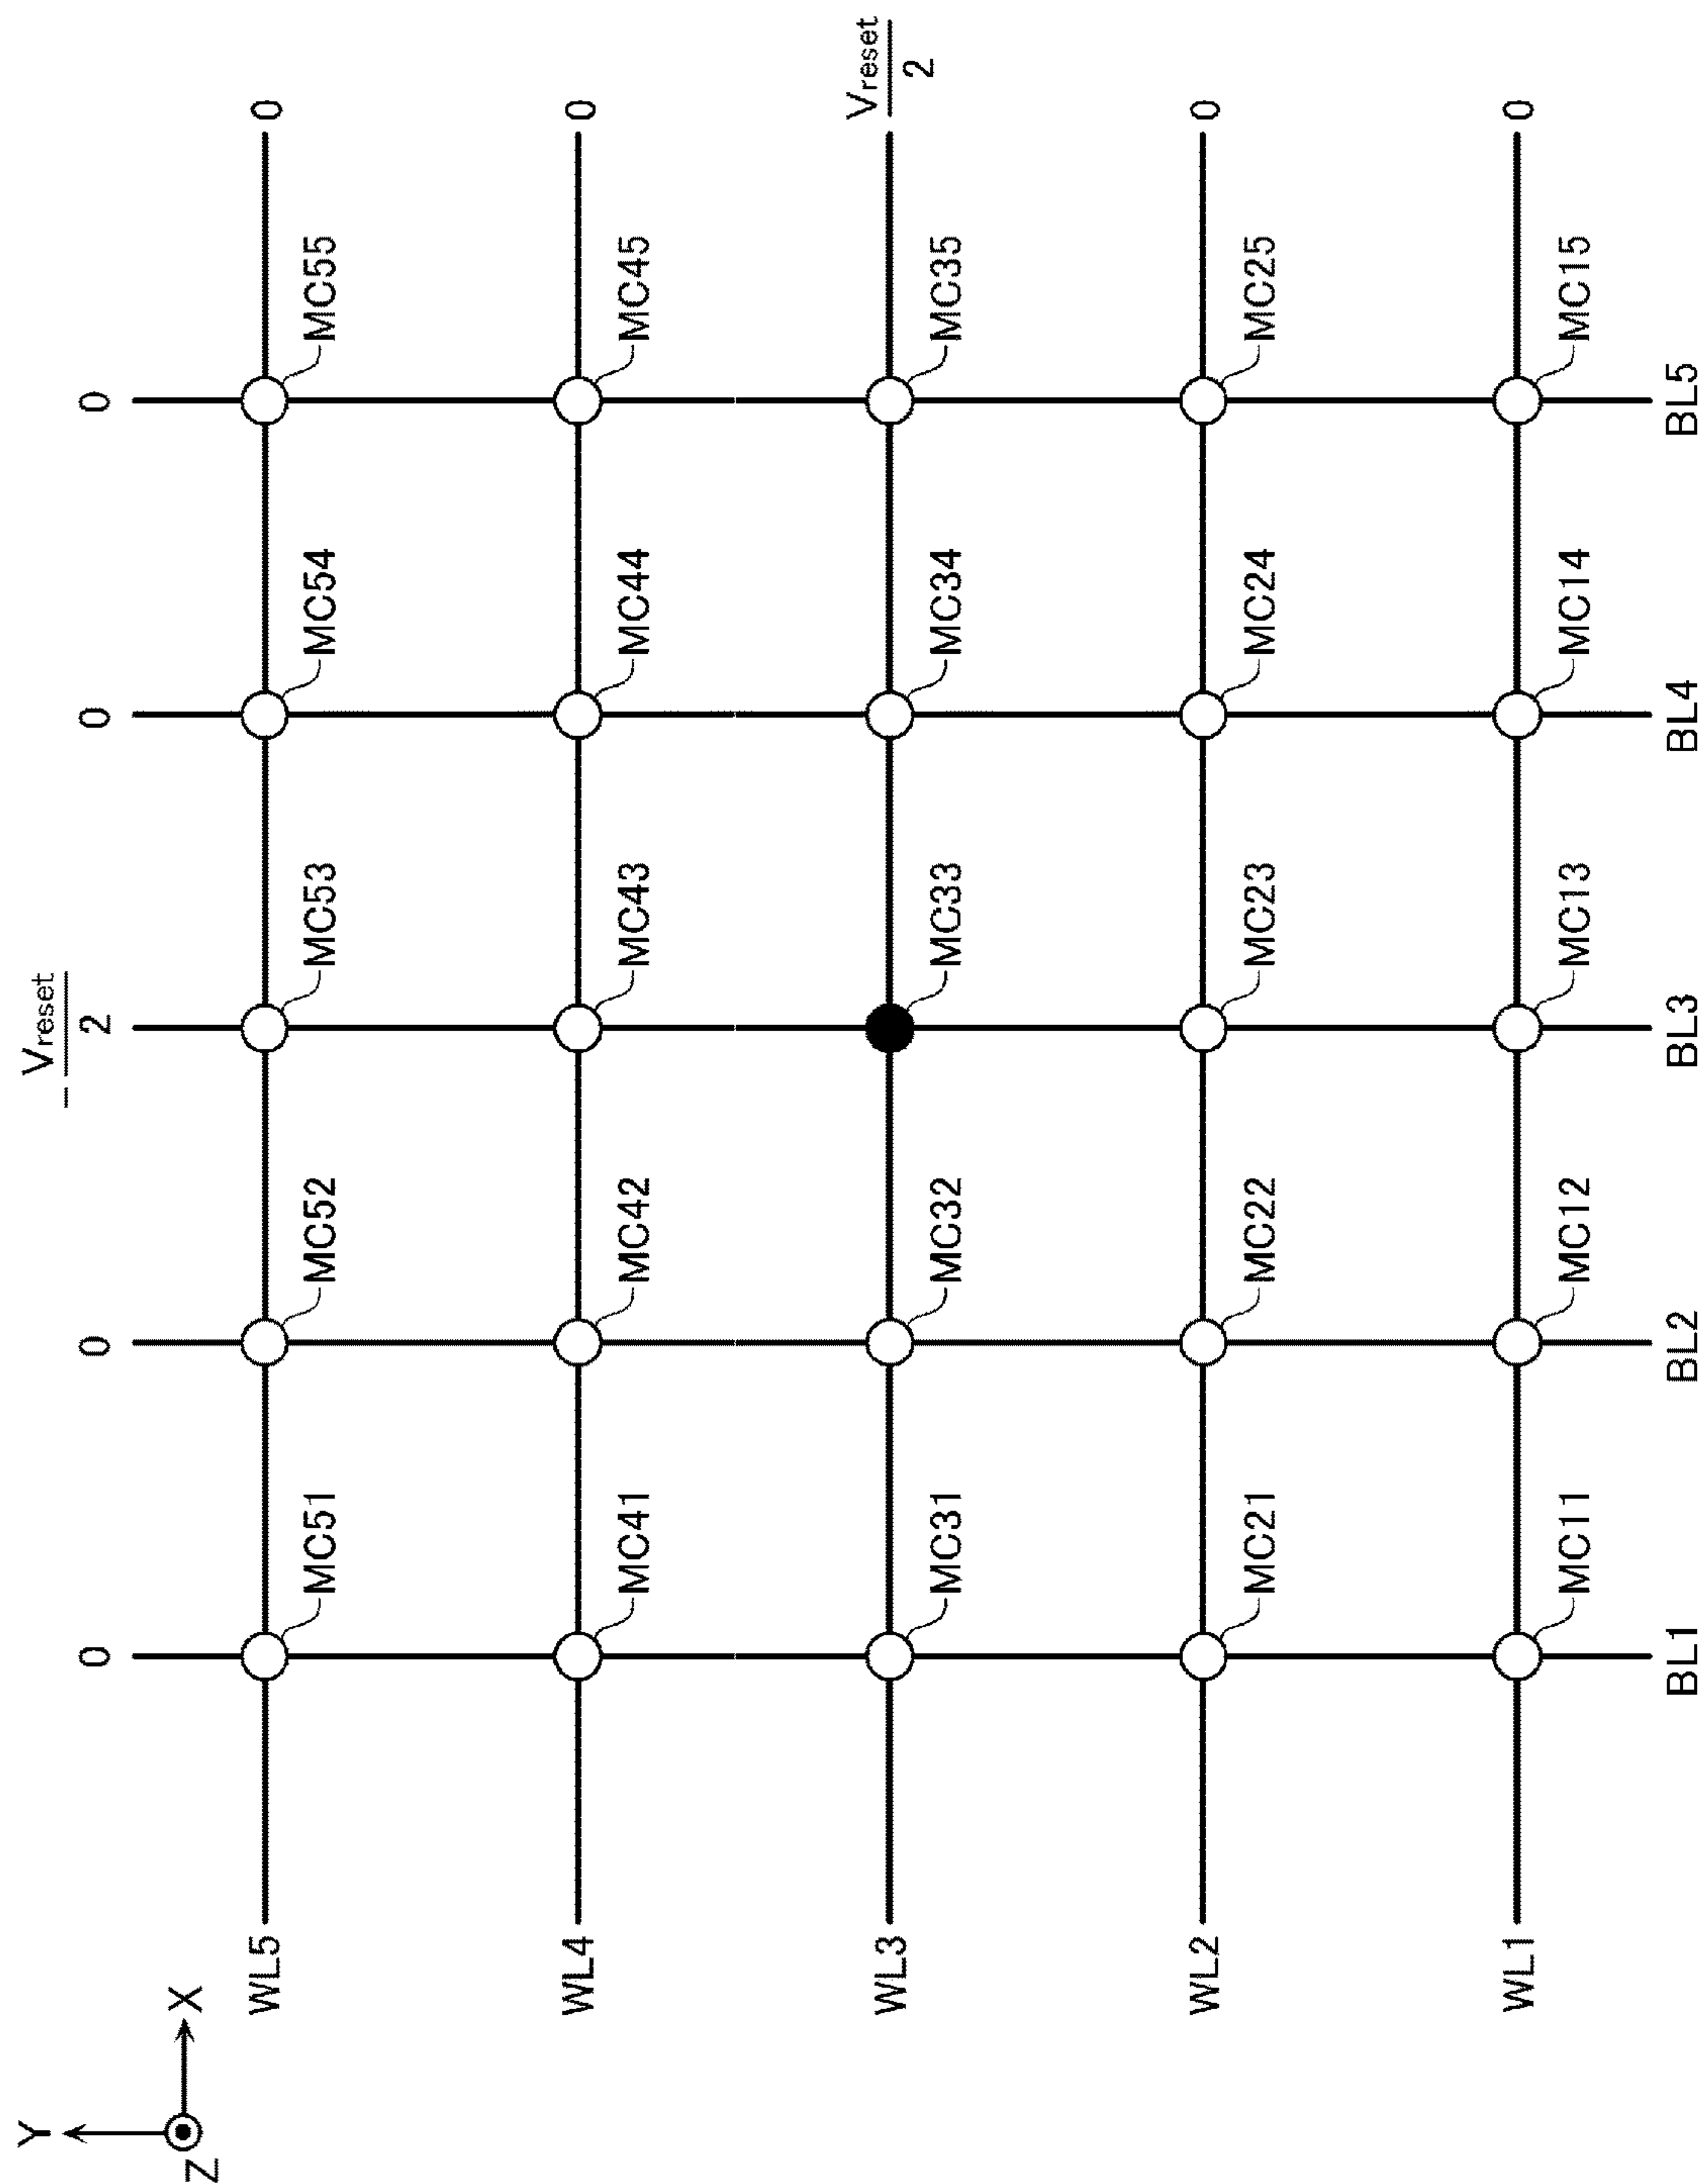 Y
− Vreset
0 0 2 0 0
X
Z
WL5 0
MC51 MC52 MC53 MC54 MC55
WL4 0
MC41 MC42 MC43 MC44 MC45
Vreset
WL3
2
MC31 MC32 MC33 MC34 MC35
WL2 0
MC21 MC22 MC23 MC24 MC25
WL1 0
MC11 MC12 MC13 MC14 MC15
BL1 BL2 BL3 BL4 BL5